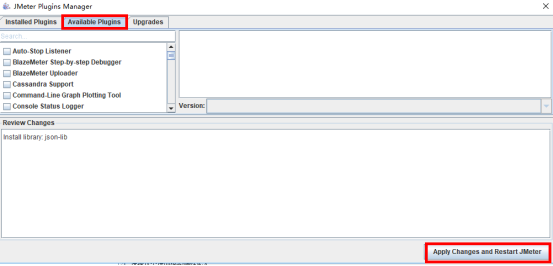 JMeter Plugins Manager
Installed Plugins Available Plugins Upgrades
Search...
Auto-Stop Listener
BlazeMeter Step-by-step Debugger
BlazeMeter Uploader
Cassandra Support
Command-Line Graph Plotting Tool
Console Status Logger
Version:
Review Changes
Install library: json-lib
Apply Changes and Restart JMeter